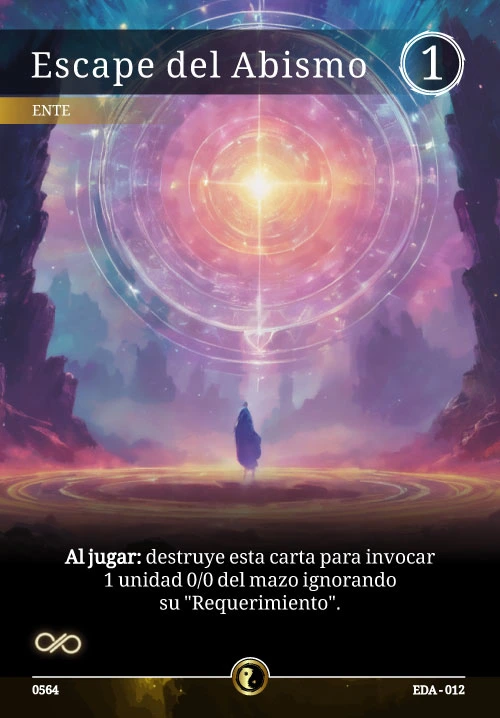 Escape del Abismo
1
ENTE
Al jugar: destruye esta carta para invocar
1 unidad 0/0 del mazo ignorando
su "Requerimiento".
0564
EDA - 012